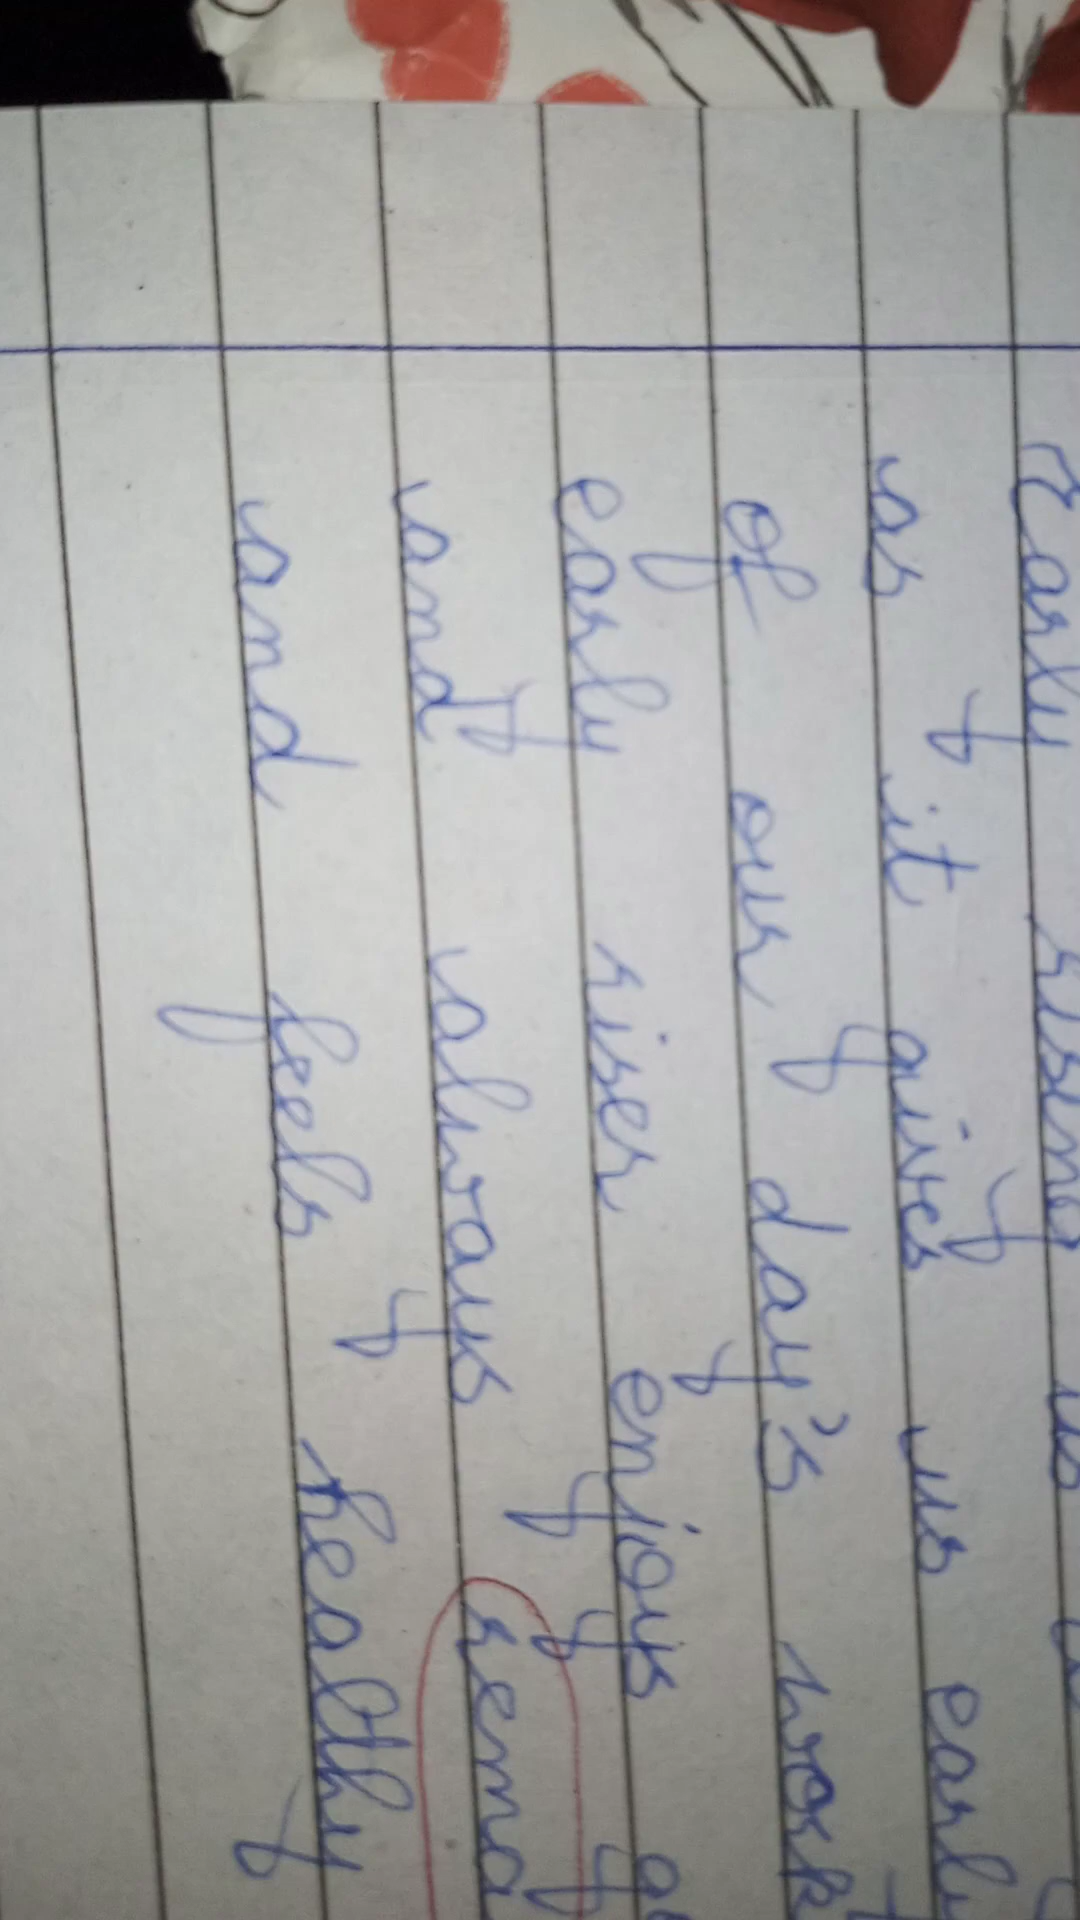 Early rising is a
as it gives us early
of our day's work
early riser enjoys
and always
and feels healthy